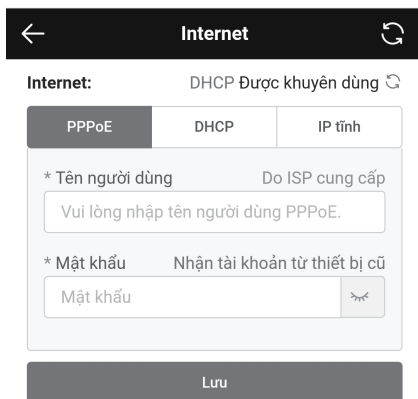 Internet
Internet: DHCP Được khuyên dùng
PPPoE DHCP IP tĩnh
* Tên người dùng Do ISP cung cấp
Vui lòng nhập tên người dùng PPPoE.
* Mật khẩu Nhận tài khoản từ thiết bị cũ
Mật khẩu
Lưu